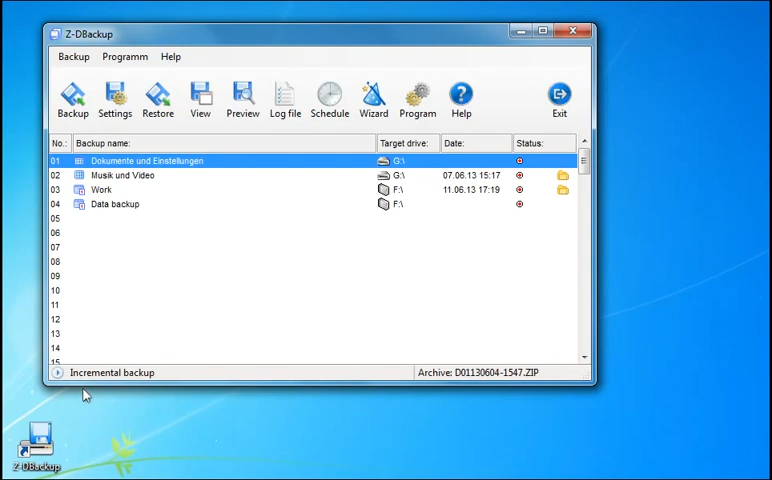 Z-DBackup
Backup Programm Help
Backup Settings Restore View Preview Log file Schedule Wizard Program Help Exit
No.: Backup name: Target drive: Date: Status:
01 Dokumente und Einstellungen G:\
02 Musik und Video G:\ 07.06.13 15:17
03 Work F:\ 11.06.13 17:19
04 Data backup F:\
05
06
07
08
09
10
11
12
13
14
15
Incremental backup Archive: D01130604-1547.ZIP
Z-DBackup